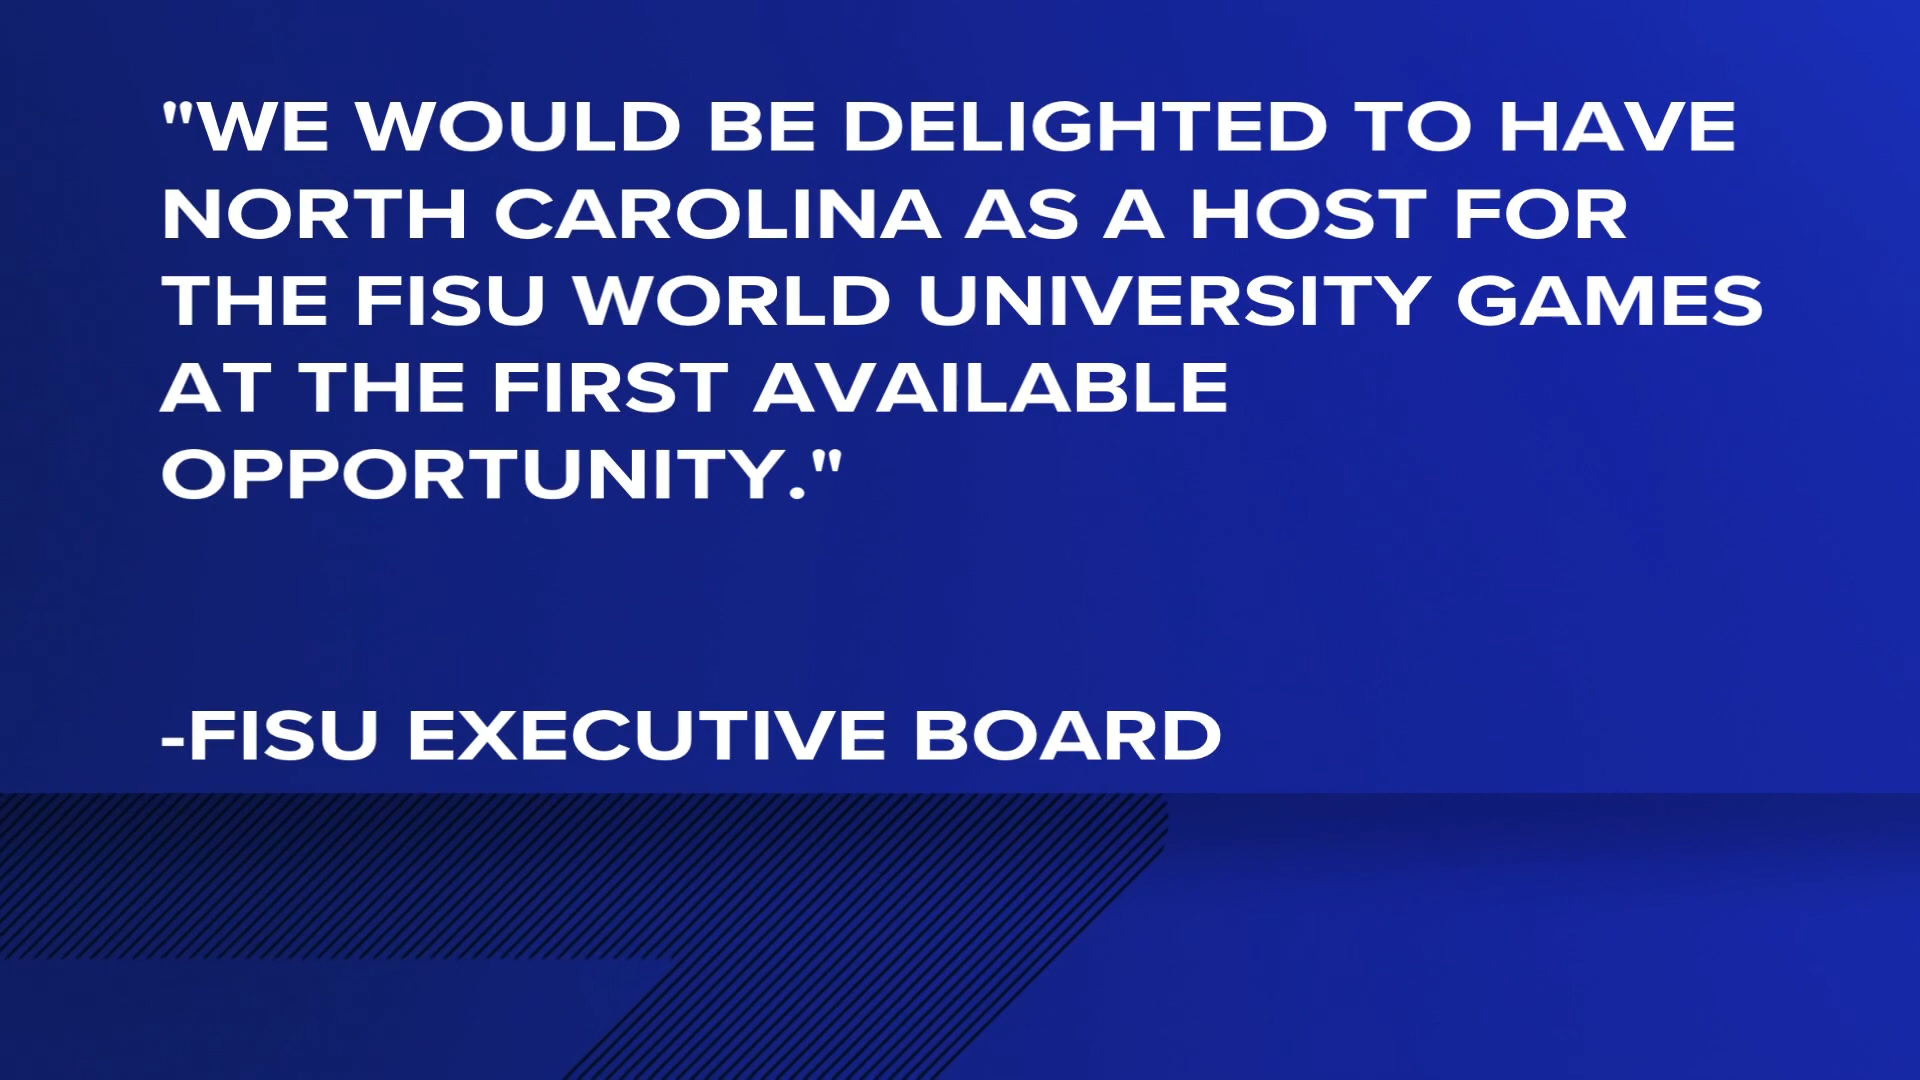 "WE WOULD BE DELIGHTED TO HAVE
NORTH CAROLINA AS A HOST FOR
THE FISU WORLD UNIVERSITY GAMES
AT THE FIRST AVAILABLE
OPPORTUNITY."
-FISU EXECUTIVE BOARD